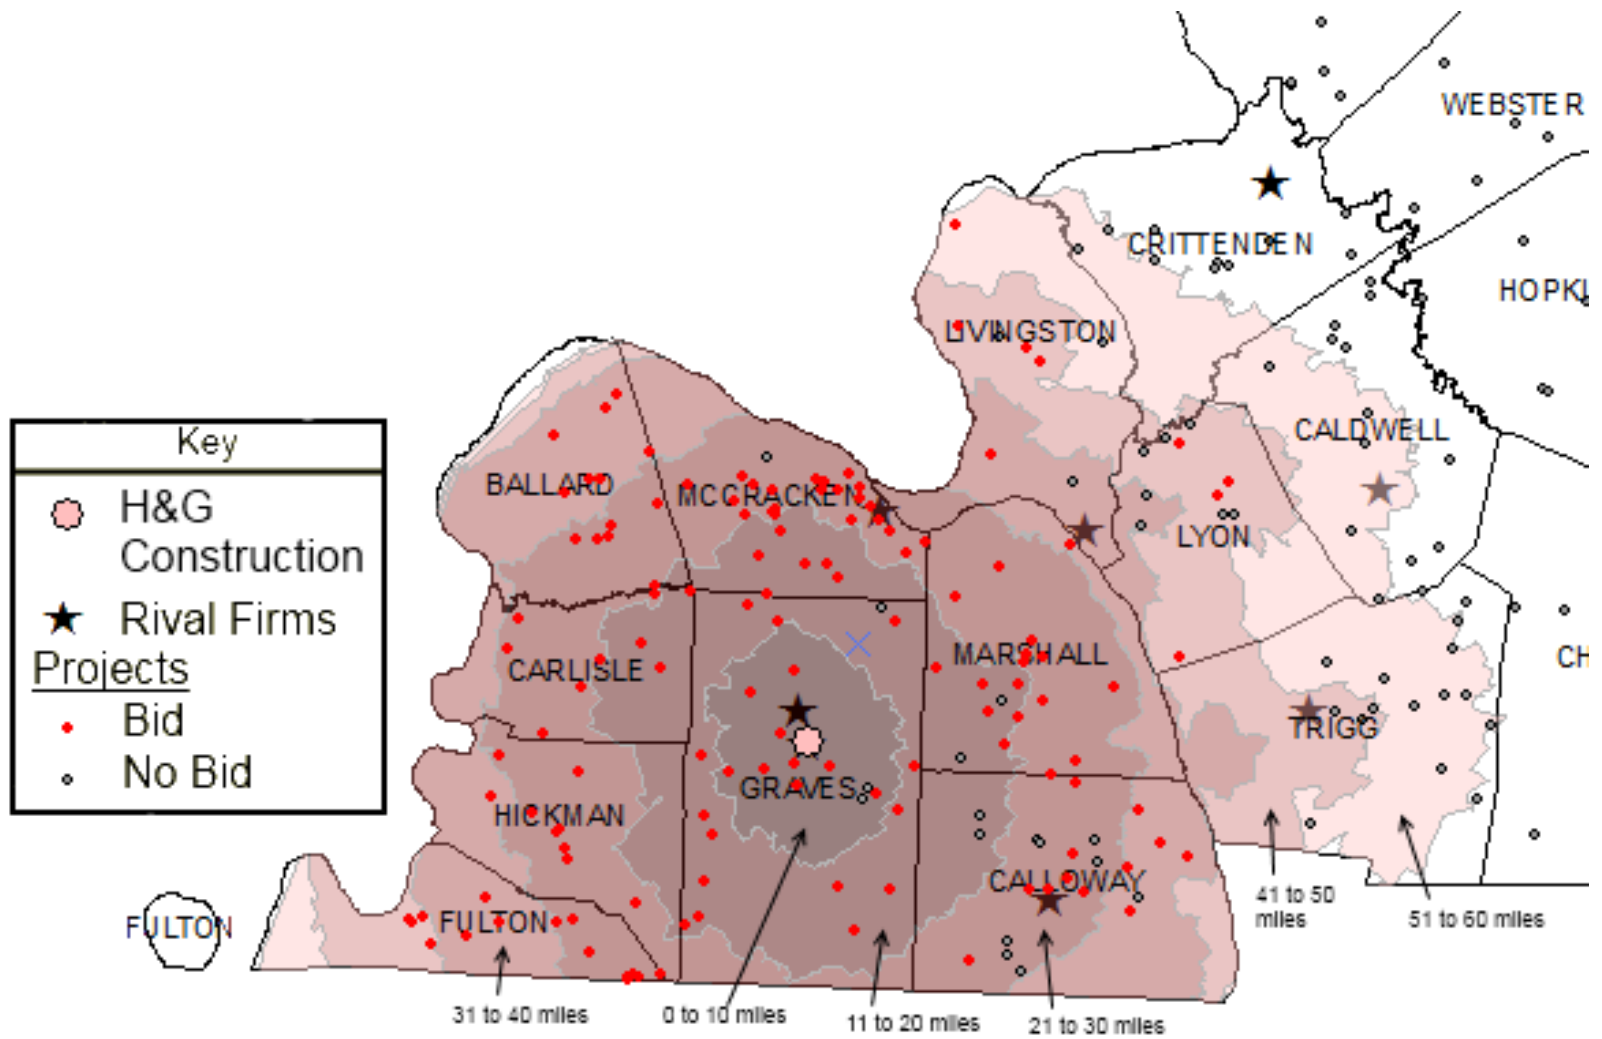 WEBSTER
CRITTENDEN
HOPKI
LIVINGSTON
CALDWELL
Key
H&G
Construction
Rival Firms
Projects
Bid
No Bid
BALLARD
MCCRACKEN
LYON
CARLISLE
MARSHALL
CH
TRIGG
GRAVES
HICKMAN
CALLOWAY
FULTON
FULTON
41 to 50
miles
51 to 60 miles
31 to 40 miles
0 to 10 miles
11 to 20 miles
21 to 30 miles